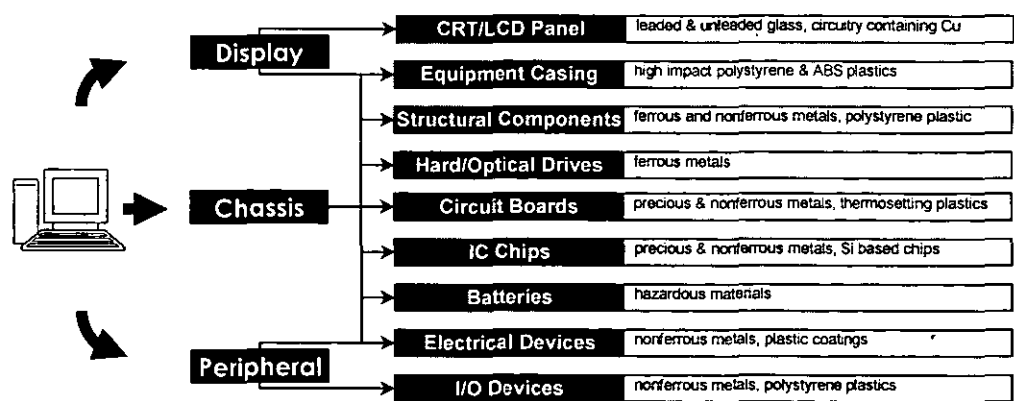 CRT/LCD Panel leaded & unleaded glass, circuitry containing Cu
Display
Equipment Casing high impact polystyrene & ABS plastics
Structural Components ferrous and nonferrous metals, polystyrene plastic
Hard/Optical Drives ferrous metals
Chassis
Circuit Boards precious & nonferrous metals, thermosetting plastics
IC Chips precious & nonferrous metals, Si based chips
Batteries hazardous materials
Electrical Devices nonferrous metals, plastic coatings
Peripheral
I/O Devices nonferrous metals, polystyrene plastics